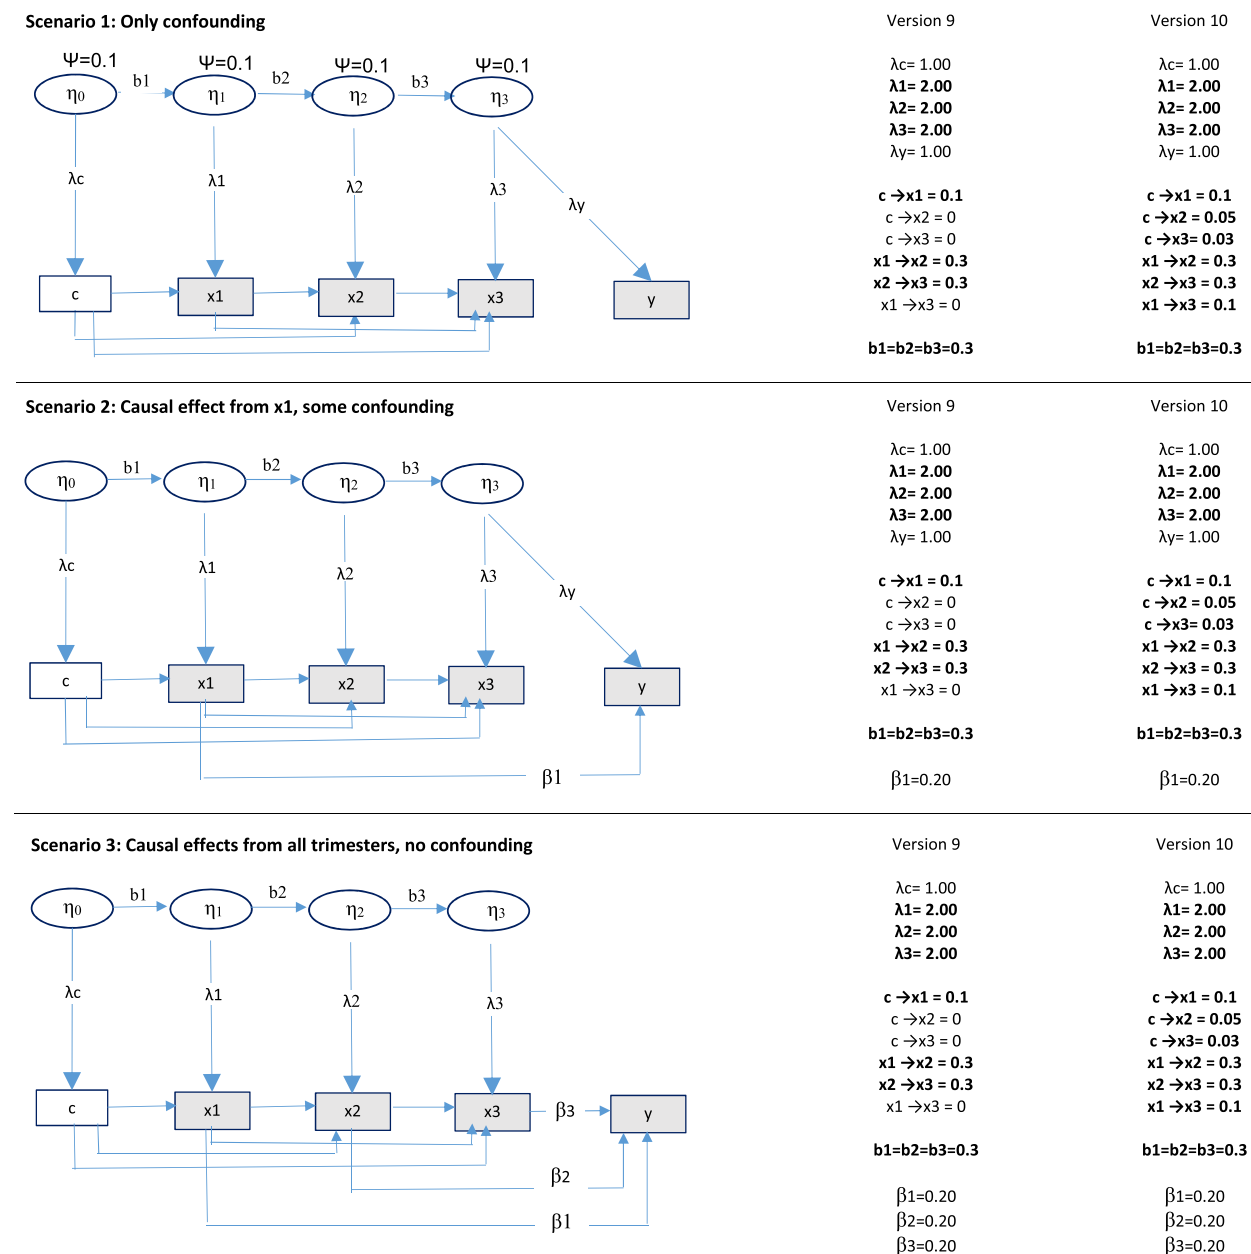 Scenario 1: Only confounding
Version 9
Version 10
Ψ=0.1
Ψ=0.1
Ψ=0.1
Ψ=0.1
b1
b2
b3
η0
η1
η2
η3
λc
λ1
λ2
λ3
λy
c
x1
x2
x3
y
λc= 1.00
λ1= 2.00
λ2= 2.00
λ3= 2.00
λy= 1.00
c →x1 = 0.1
c →x2 = 0
c →x3 = 0
x1 →x2 = 0.3
x2 →x3 = 0.3
x1 →x3 = 0
b1=b2=b3=0.3
λc= 1.00
λ1= 2.00
λ2= 2.00
λ3= 2.00
λy= 1.00
c →x1 = 0.1
c →x2 = 0.05
c →x3= 0.03
x1 →x2 = 0.3
x2 →x3 = 0.3
x1 →x3 = 0.1
b1=b2=b3=0.3
Scenario 2: Causal effect from x1, some confounding
Version 9
Version 10
b1
b2
b3
η0
η1
η2
η3
λc
λ1
λ2
λ3
λy
c
x1
x2
x3
y
β1
λc= 1.00
λ1= 2.00
λ2= 2.00
λ3= 2.00
λy= 1.00
c →x1 = 0.1
c →x2 = 0
c →x3 = 0
x1 →x2 = 0.3
x2 →x3 = 0.3
x1 →x3 = 0
b1=b2=b3=0.3
β1=0.20
λc= 1.00
λ1= 2.00
λ2= 2.00
λ3= 2.00
λy= 1.00
c →x1 = 0.1
c →x2 = 0.05
c →x3= 0.03
x1 →x2 = 0.3
x2 →x3 = 0.3
x1 →x3 = 0.1
b1=b2=b3=0.3
β1=0.20
Scenario 3: Causal effects from all trimesters, no confounding
Version 9
Version 10
b1
b2
b3
η0
η1
η2
η3
λc
λ1
λ2
λ3
c
x1
x2
x3
β3
y
β2
β1
λc= 1.00
λ1= 2.00
λ2= 2.00
λ3= 2.00
c →x1 = 0.1
c →x2 = 0
c →x3 = 0
x1 →x2 = 0.3
x2 →x3 = 0.3
x1 →x3 = 0
b1=b2=b3=0.3
β1=0.20
β2=0.20
β3=0.20
λc= 1.00
λ1= 2.00
λ2= 2.00
λ3= 2.00
c →x1 = 0.1
c →x2 = 0.05
c →x3= 0.03
x1 →x2 = 0.3
x2 →x3 = 0.3
x1 →x3 = 0.1
b1=b2=b3=0.3
β1=0.20
β2=0.20
β3=0.20